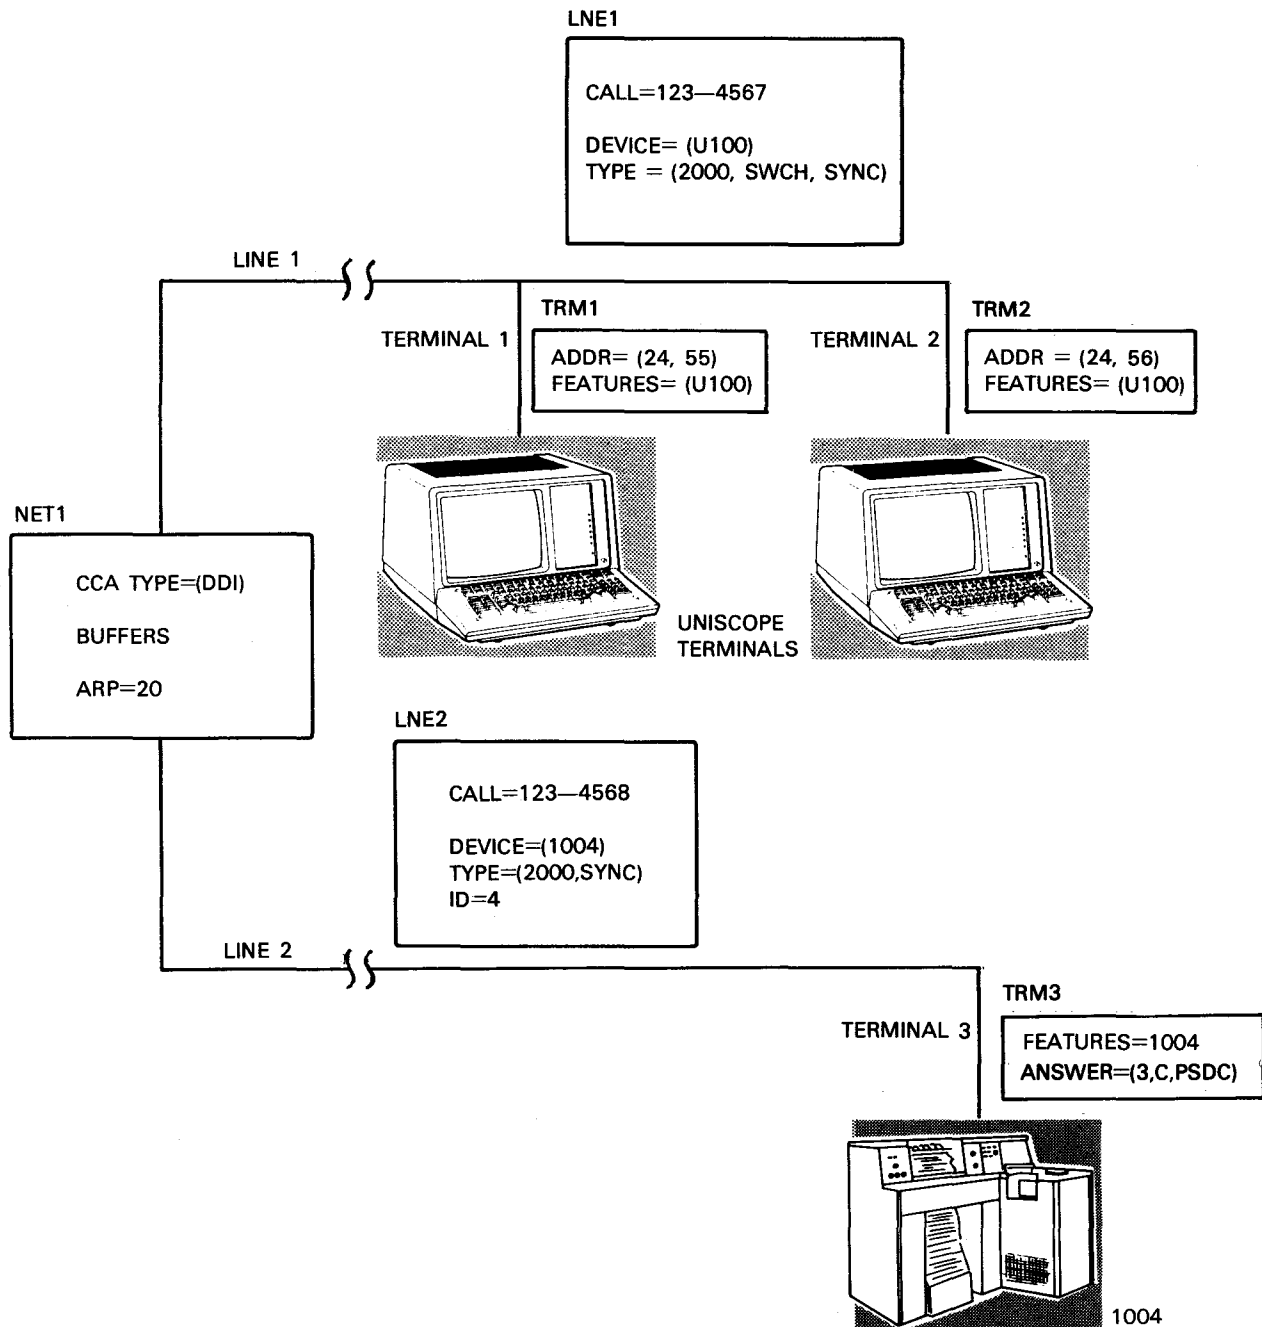 LNE1
CALL=123—4567
DEVICE= (U100)
TYPE = (2000, SWCH, SYNC)
LINE 1
TERMINAL 1
TRM1
ADDR= (24, 55)
FEATURES= (U100)
TERMINAL 2
TRM2
ADDR = (24, 56)
FEATURES= (U100)
NET1
CCA TYPE=(DDI)
BUFFERS
ARP=20
UNISCOPE
TERMINALS
LNE2
CALL=123—4568
DEVICE=(1004)
TYPE=(2000,SYNC)
ID=4
LINE 2
TERMINAL 3
TRM3
FEATURES=1004
ANSWER=(3,C,PSDC)
1004